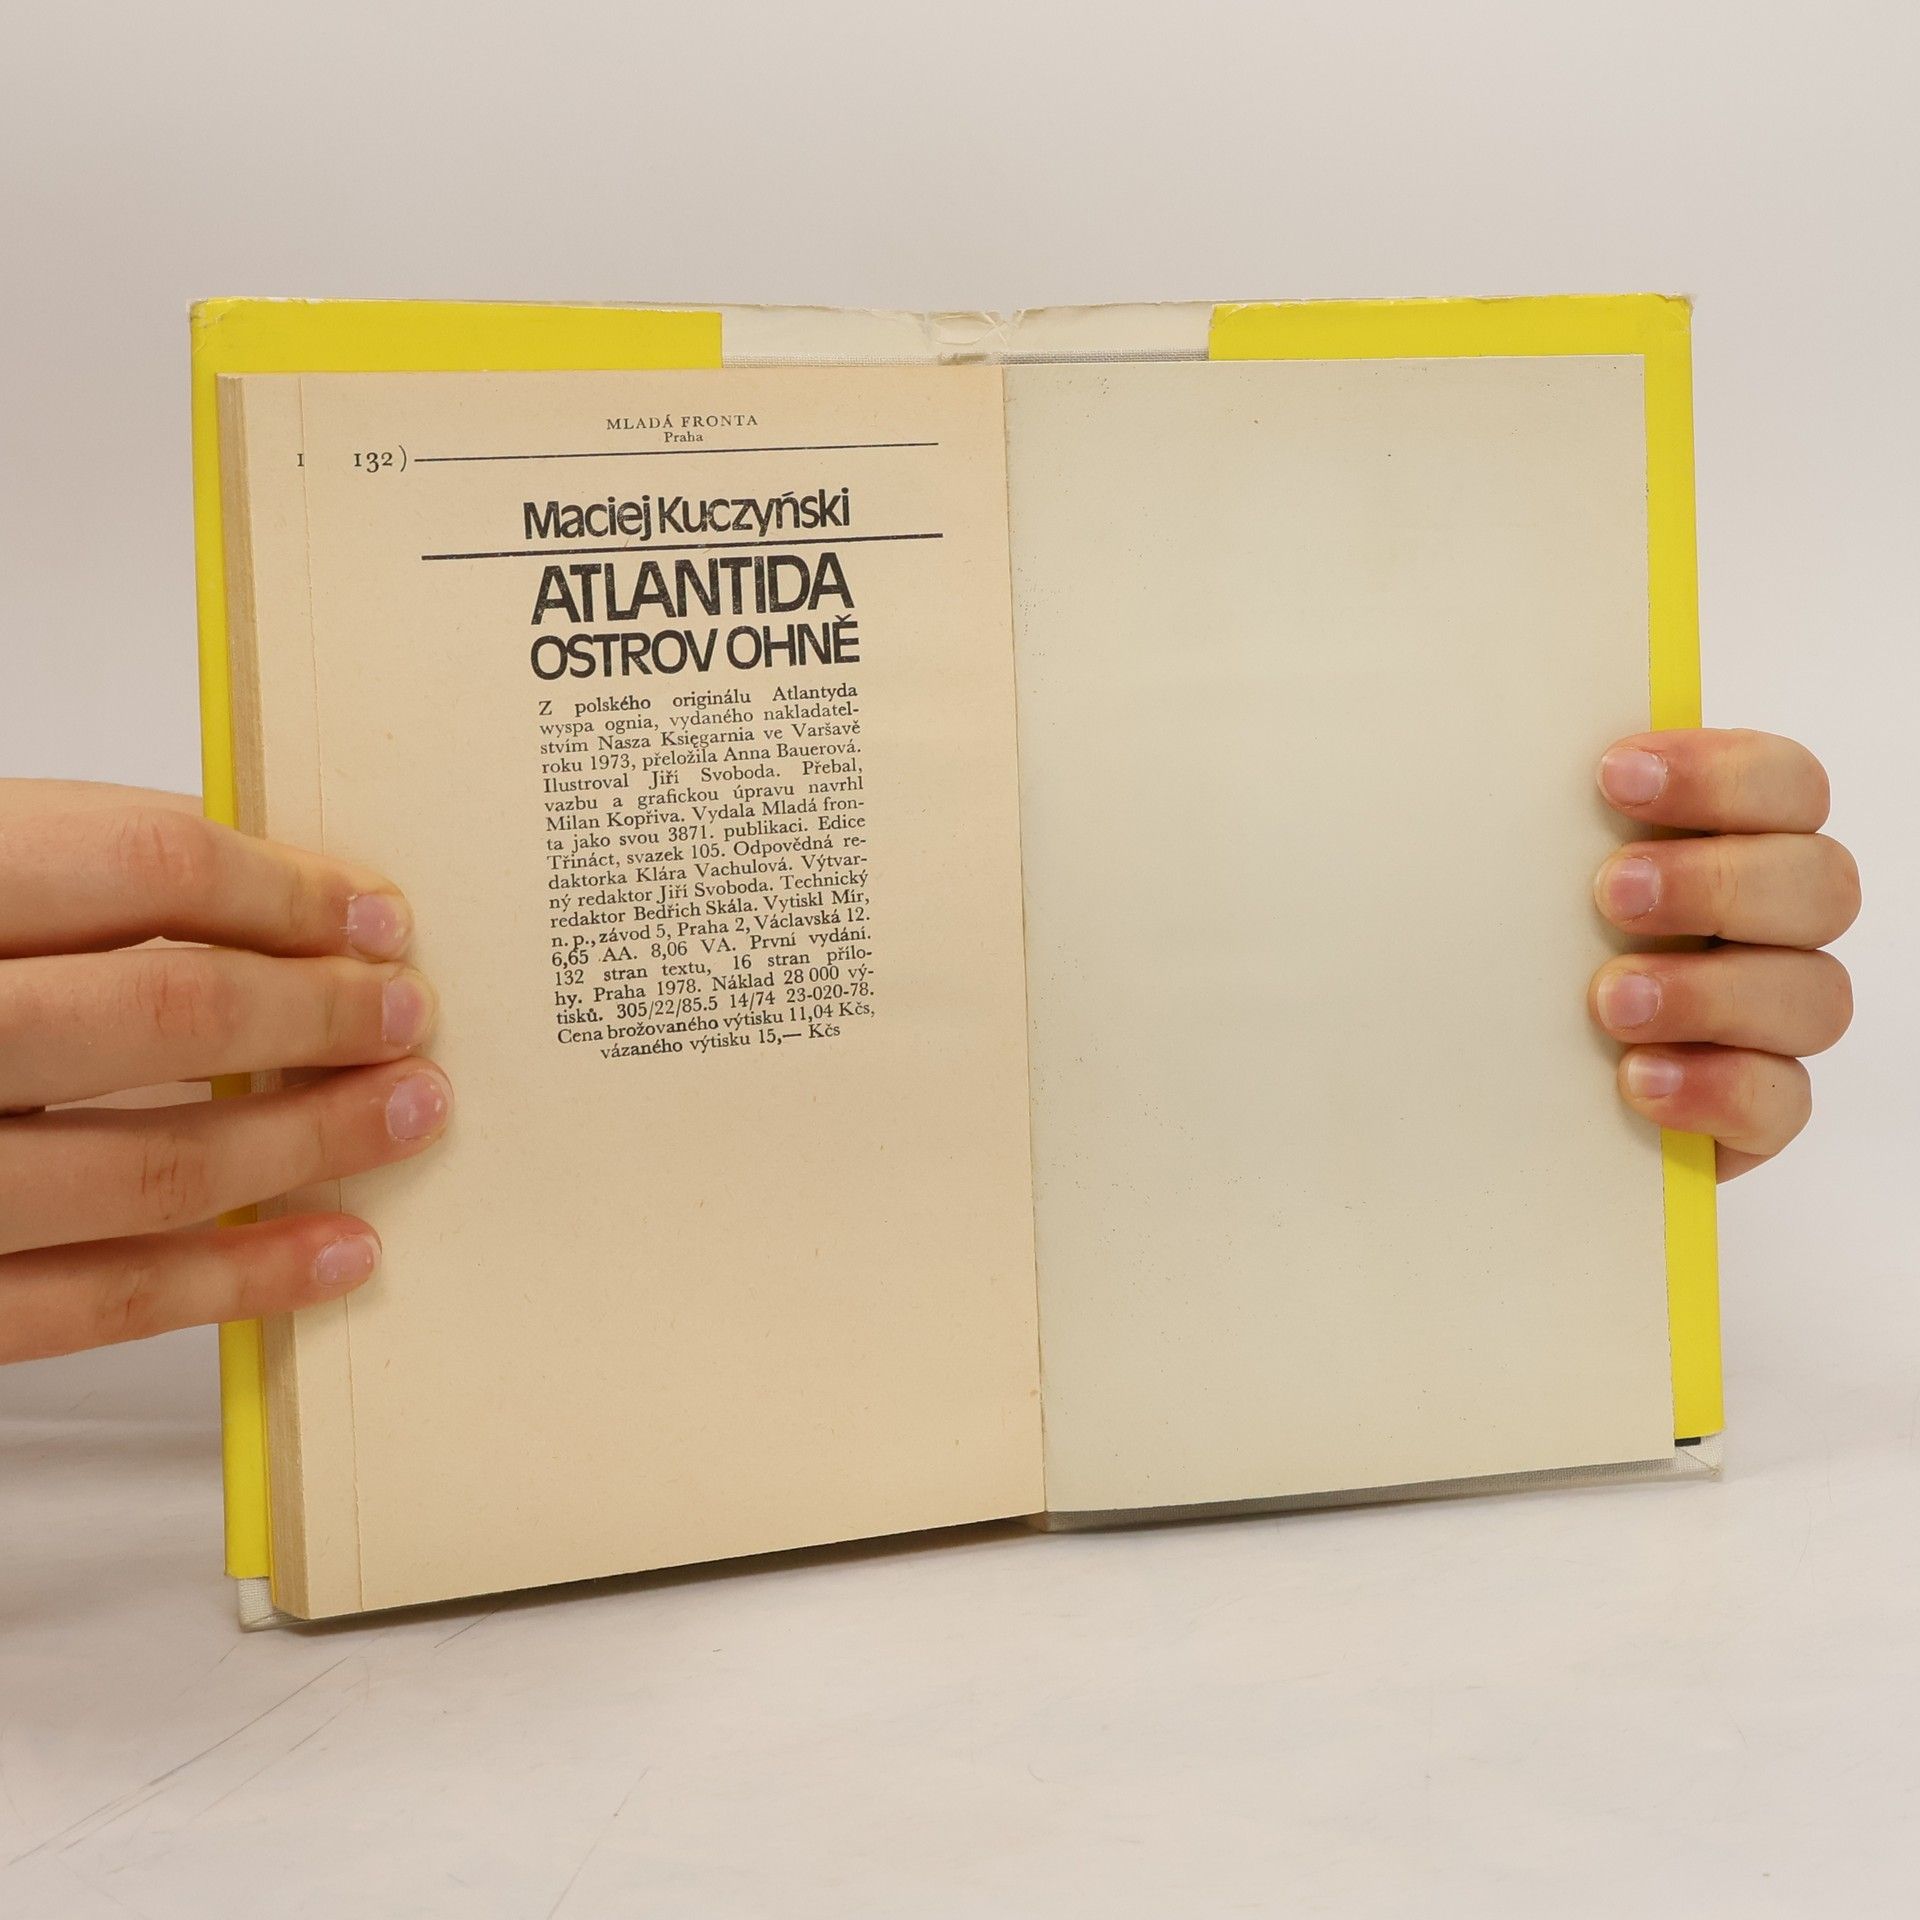 MLADÁ FRONTA
Praha
1
132)
Maciej Kuczyński
ATLANTIDA
OSTROV OHNĚ
Z polského originálu Atlantyda
wyspa ognia, vydaného nakladatel-
stvím Nasza Księgarnia ve Varšavě
roku 1973, přeložila Anna Bauerová.
Ilustroval Jiří Svoboda. Přebal,
vazbu a grafickou úpravu navrhl
Milan Kopřiva. Vydala Mladá fron-
ta jako svou 3871. publikaci. Edice
Třináct, svazek 105. Odpovědná re-
daktorka Klára Vachulová. Výtvar-
ný redaktor Jiří Svoboda. Technický
redaktor Bedřich Skála. Vytiskl Mír,
n. p., závod 5, Praha 2, Václavská 12.
6,65 AA. 8,06 VA. První vydání.
132 stran textu, 16 stran přílo-
hy. Praha 1978. Náklad 28 000 vý-
tisků. 305/22/85.5 14/74 23-020-78.
Cena brožovaného výtisku 11,04 Kčs,
vázaného výtisku 15,— Kčs